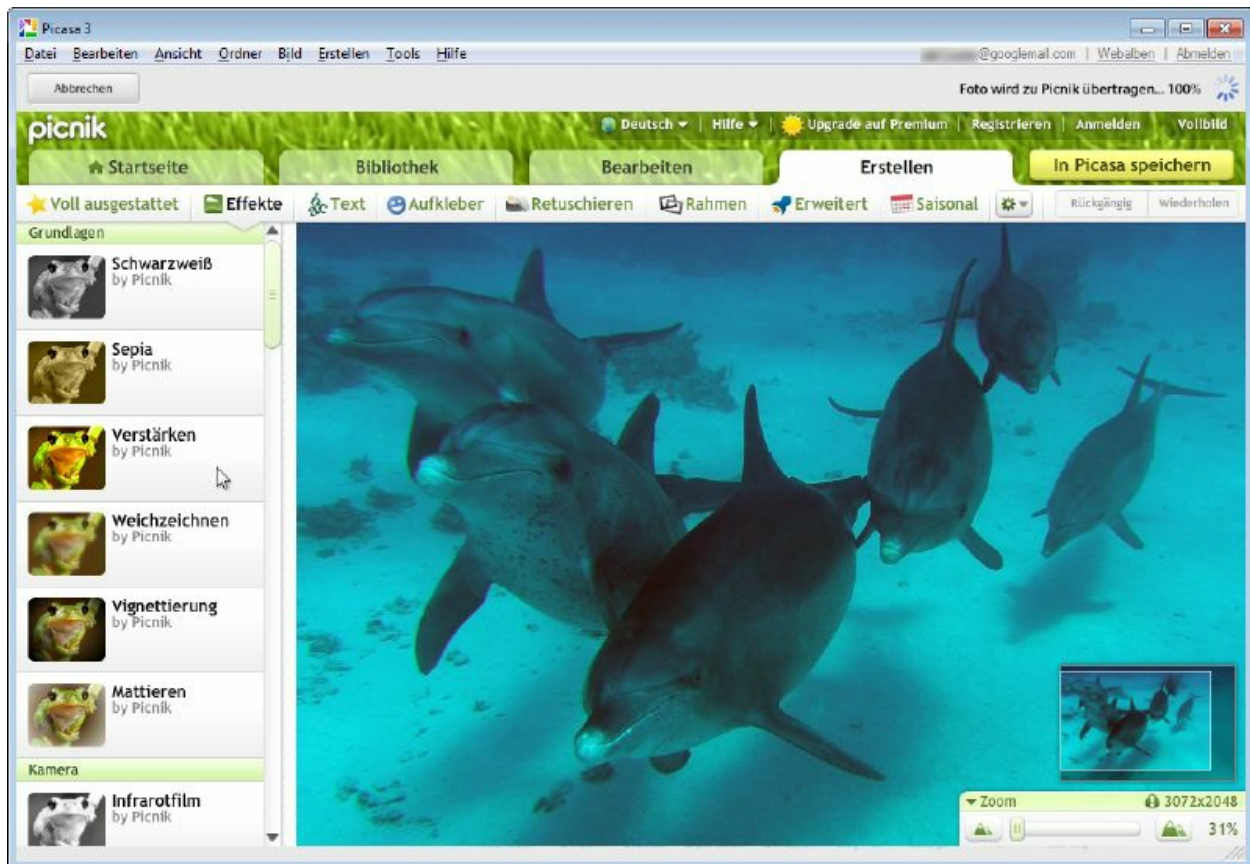 Picasa 3
Datei Bearbeiten Ansicht Ordner Bild Erstellen Tools Hilfe @googlemail.com | Webalben | Abmelden
Abbrechen Foto wird zu Picnik übertragen... 100%
picnik Deutsch | Hilfe | Upgrade auf Premium | Registrieren | Anmelden Vollbild
Startseite Bibliothek Bearbeiten Erstellen In Picasa speichern
Voll ausgestattet Effekte Text Aufkleber Retuschieren Rahmen Erweitert Saisonal Rückgängig Wiederholen
Grundlagen
Schwarzweiß
by Picnik
Sepia
by Picnik
Verstärken
by Picnik
Weichzeichnen
by Picnik
Vignettierung
by Picnik
Mattieren
by Picnik
Kamera
Infrarotfilm
by Picnik
Zoom 3072x2048
31%